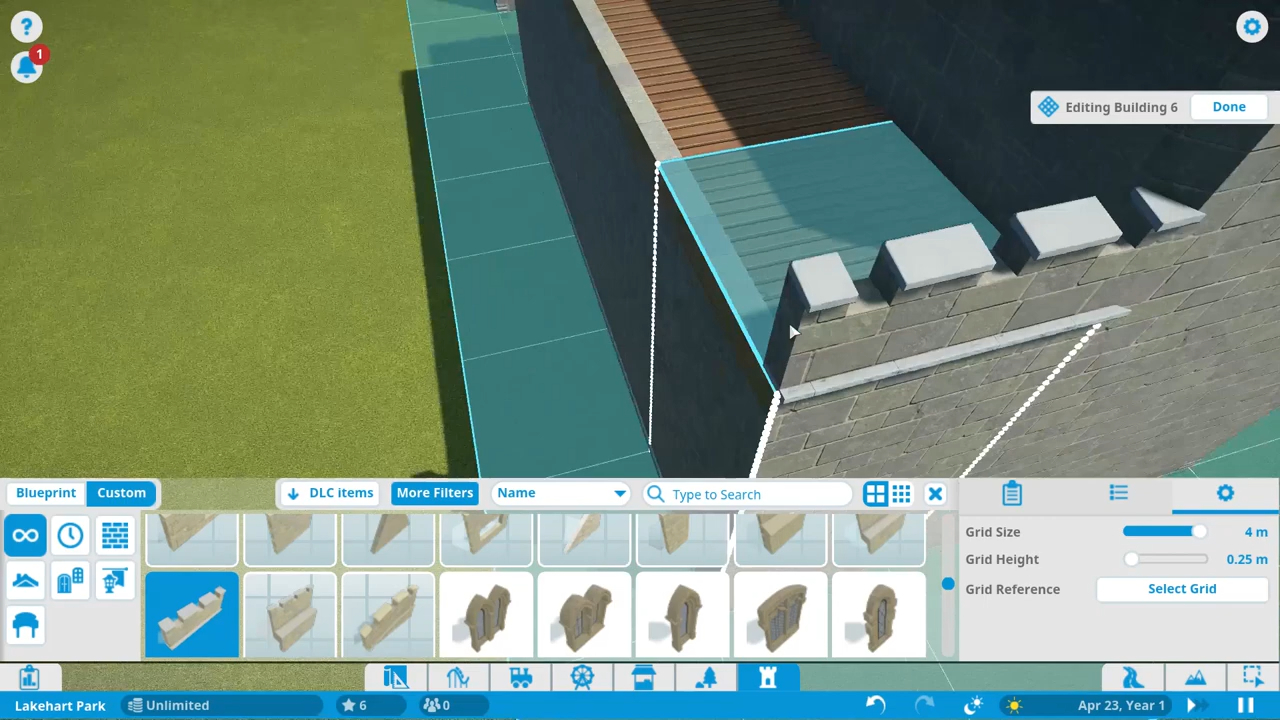 ?
1
Editing Building 6 Done
Blueprint Custom DLC items More Filters Name Type to Search
Grid Size 4 m
Grid Height 0.25 m
Grid Reference Select Grid
Lakehart Park Unlimited 6 0 Apr 23, Year 1